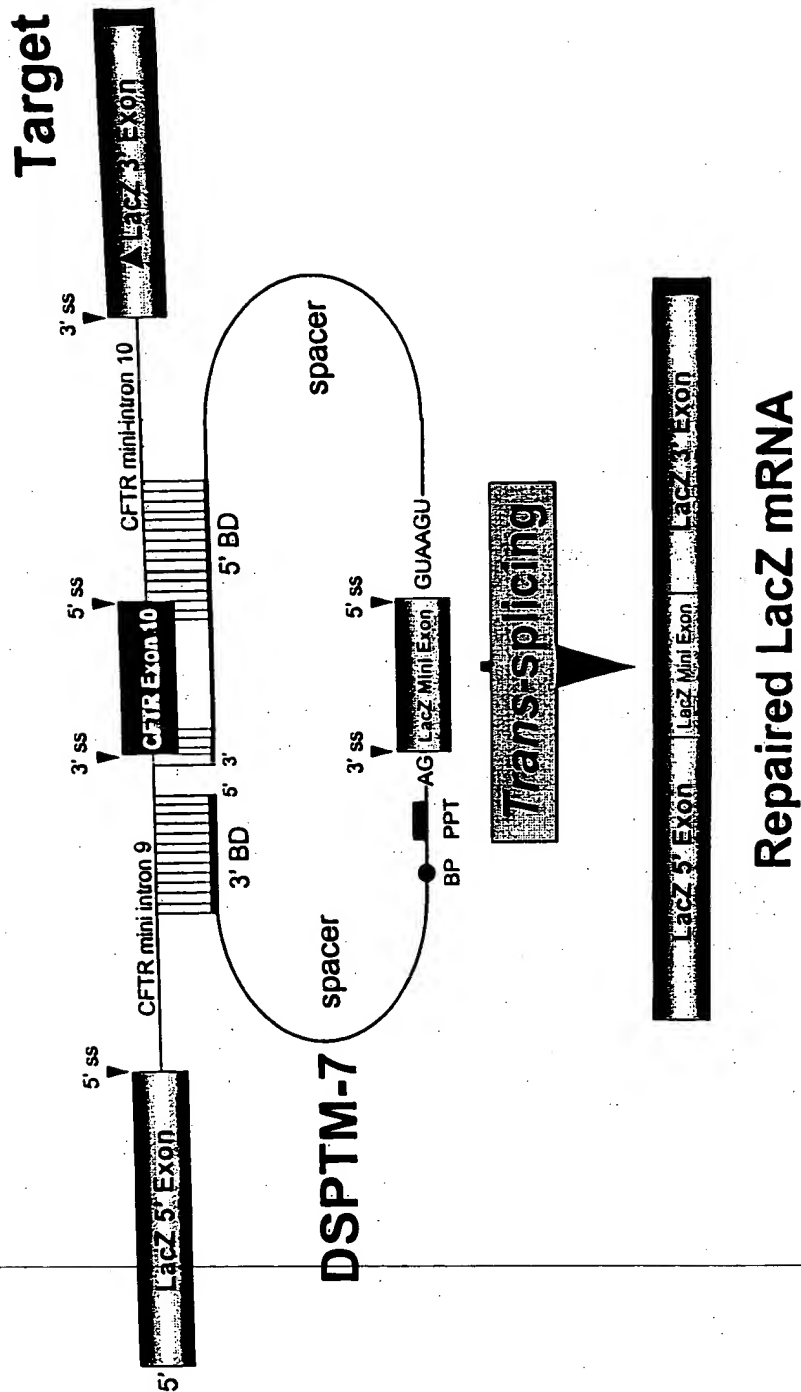 Target
5'
LacZ 5' Exon
5' ss
CFTR mini intron 9
3' ss
CFTR Exon 10
5' ss
CFTR mini-intron 10
3' ss
▲LacZ 3' Exon
5'
3'
3' BD
5' BD
spacer
spacer
DSPTM-7
BP
PPT
AG
3' ss
LacZ Mini Exon
5' ss
GUAAGU
Trans-splicing
LacZ 5' Exon
LacZ Mini Exon
LacZ 3' Exon
Repaired LacZ mRNA